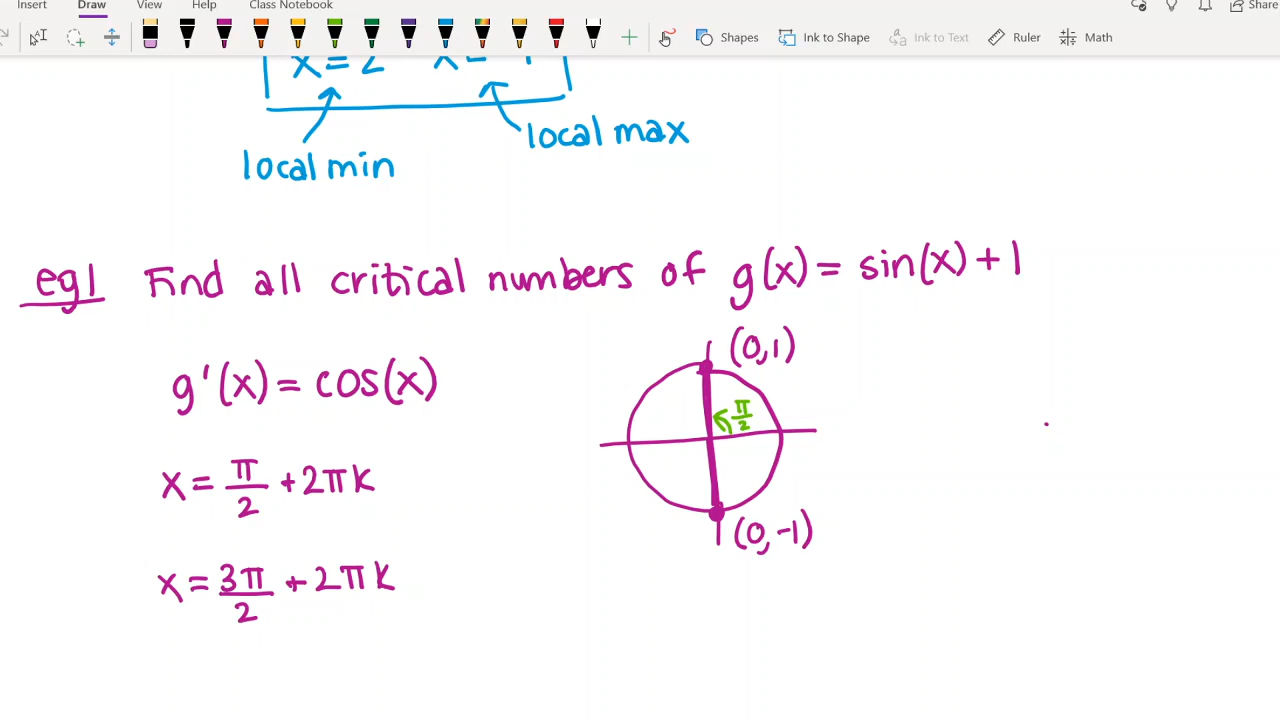 Insert Draw View Help Class Notebook Share
Shapes Ink to Shape Ink to Text Ruler Math
x = 2 x = -1
local min local max
eg1 Find all critical numbers of g(x) = sin(x) + 1
(0,1)
g'(x) = cos(x)
π/2
x = π/2 + 2πk
(0,-1)
x = 3π/2 + 2πk